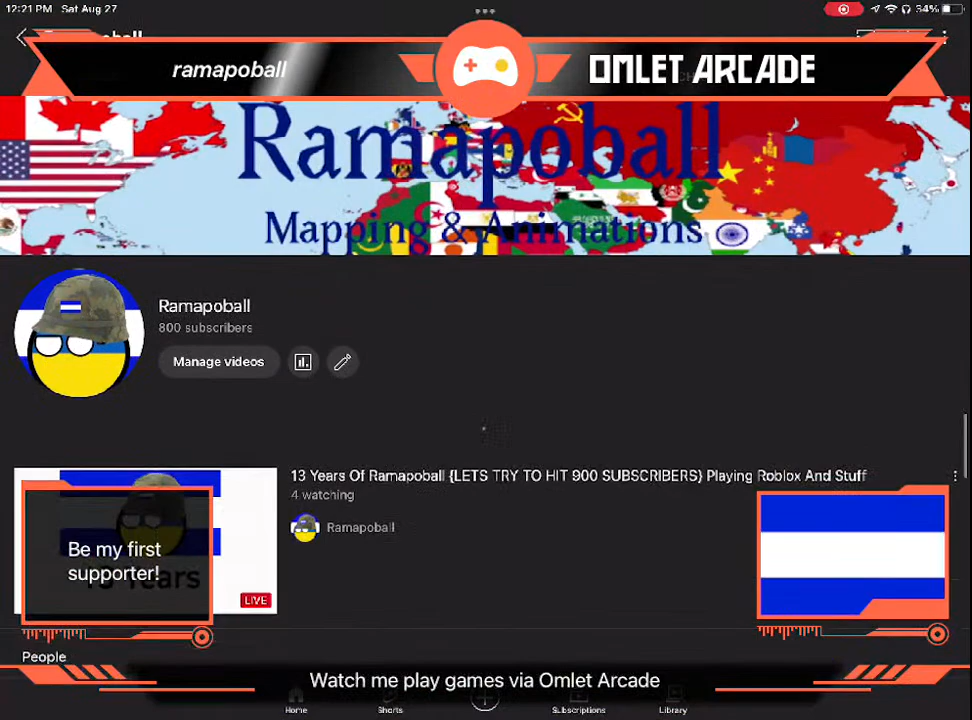 12:21 PM Sat Aug 27
34%
ramapoball
OMLET ARCADE
Ramapoball
Mapping & Animations
Ramapoball
800 subscribers
Manage videos
13 Years Of Ramapoball {LETS TRY TO HIT 900 SUBSCRIBERS} Playing Roblox And Stuff
4 watching
Ramapoball
Be my first
supporter!
Years
LIVE
People
Watch me play games via Omlet Arcade
Home
Shorts
Subscriptions
Library